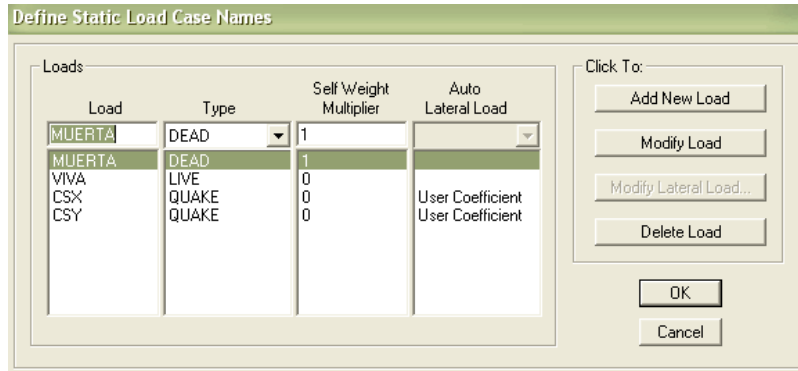 Define Static Load Case Names
Loads
Load Type Self Weight Multiplier Auto Lateral Load
MUERTA DEAD 1
MUERTA DEAD 1
VIVA LIVE 0
CSX QUAKE 0 User Coefficient
CSY QUAKE 0 User Coefficient
Click To:
Add New Load
Modify Load
Modify Lateral Load...
Delete Load
OK
Cancel